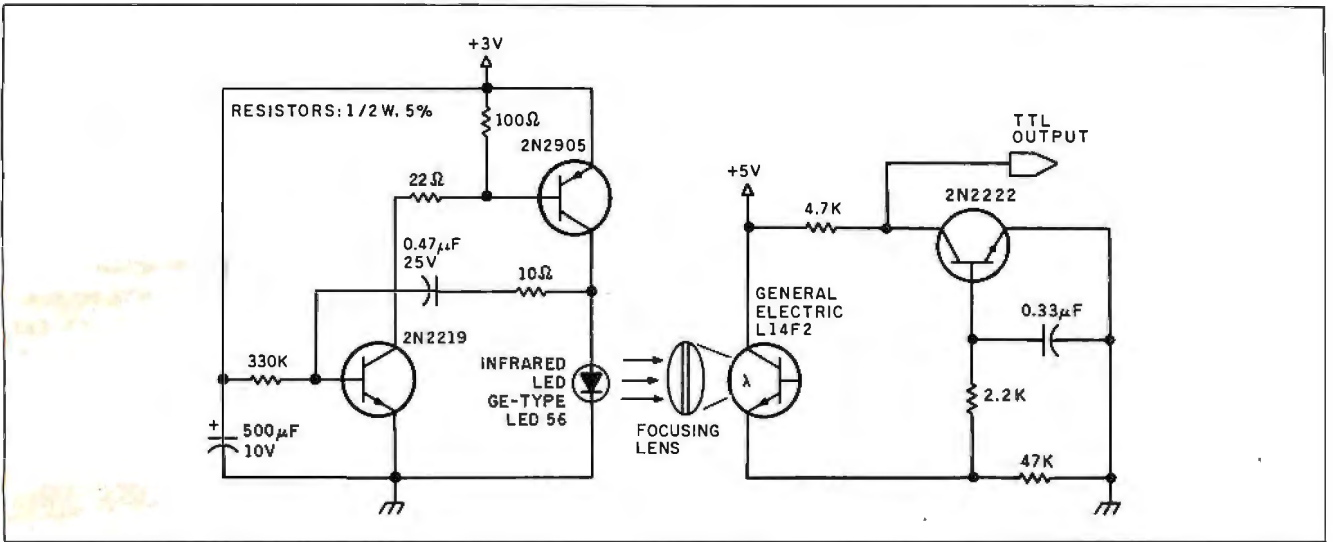 +3V
RESISTORS: 1/2W, 5%
100Ω
2N2905
22Ω
0.47µF
25V
10Ω
2N2219
330K
INFRARED
LED
GE-TYPE
LED 56
+
500µF
10V
FOCUSING
LENS
TTL
OUTPUT
+5V
4.7K
2N2222
GENERAL
ELECTRIC
L14F2
λ
0.33µF
2.2K
47K